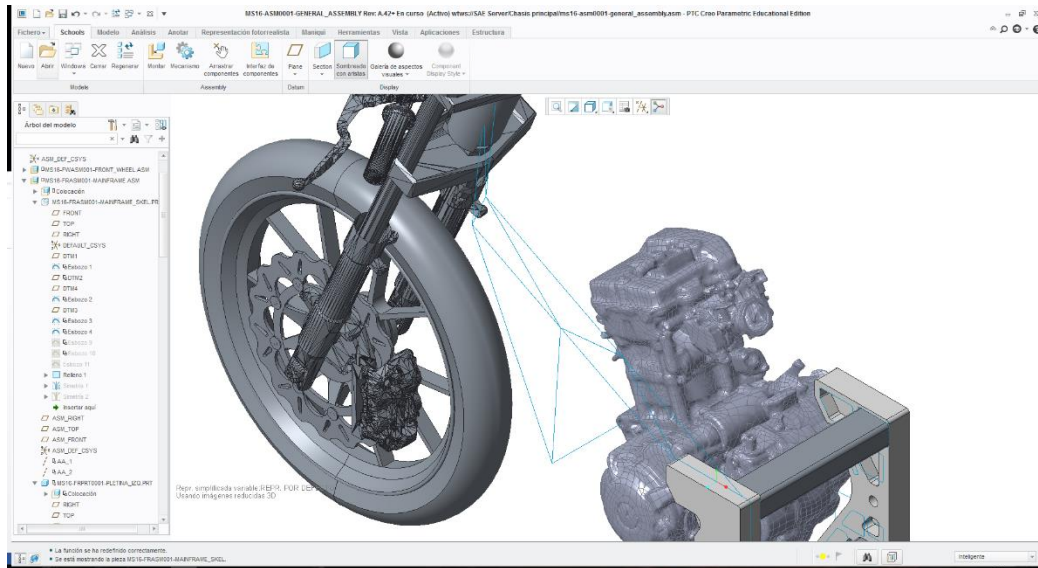 MS16-ASM0001-GENERAL_ASSEMBLY Rev: A.42+ En curso (Activo) wtws://SAE Server/Chasis principal/ms16-asm0001-general_assembly.asm - PTC Creo Parametric Educational Edition
Fichero Schools Modelo Análisis Anotar Representación fotorrealista Maniquí Herramientas Vista Aplicaciones Estructura
Nuevo Abrir Windows Cerrar Regenerar Montar Mecanismo Arrastrar componentes Interfaz de componentes Plane Section Sombreado con aristas Galería de aspectos visuales Component Display Style
Models Assembly Datum Display
Árbol del modelo
ASM_DEF_CSYS
MS16-FWASM001-FRONT_WHEEL.ASM
MS16-FRASM001-MAINFRAME.ASM
Colocación
MS16-FRASM001-MAINFRAME_SKEL.PR
FRONT
TOP
RIGHT
DEFAULT_CSYS
DTM1
Esbozo 1
DTM2
DTM4
Esbozo 2
DTM3
Esbozo 3
Esbozo 4
Esbozo 9
Esbozo 10
Esbozo 11
Rellena 1
Simetría 1
Simetría 2
Insertar aquí
ASM_RIGHT
ASM_TOP
ASM_FRONT
ASM_DEF_CSYS
AA_1
AA_2
MS16-FRPRT0001-PLETINA_IZQ.PRT
Colocación
RIGHT
TOP
Repr. simplificada variable:REPR. POR DE
Usando imágenes reducidas 3D
La función se ha redefinido correctamente.
Se está mostrando la pieza MS16-FRASM001-MAINFRAME_SKEL.
Inteligente